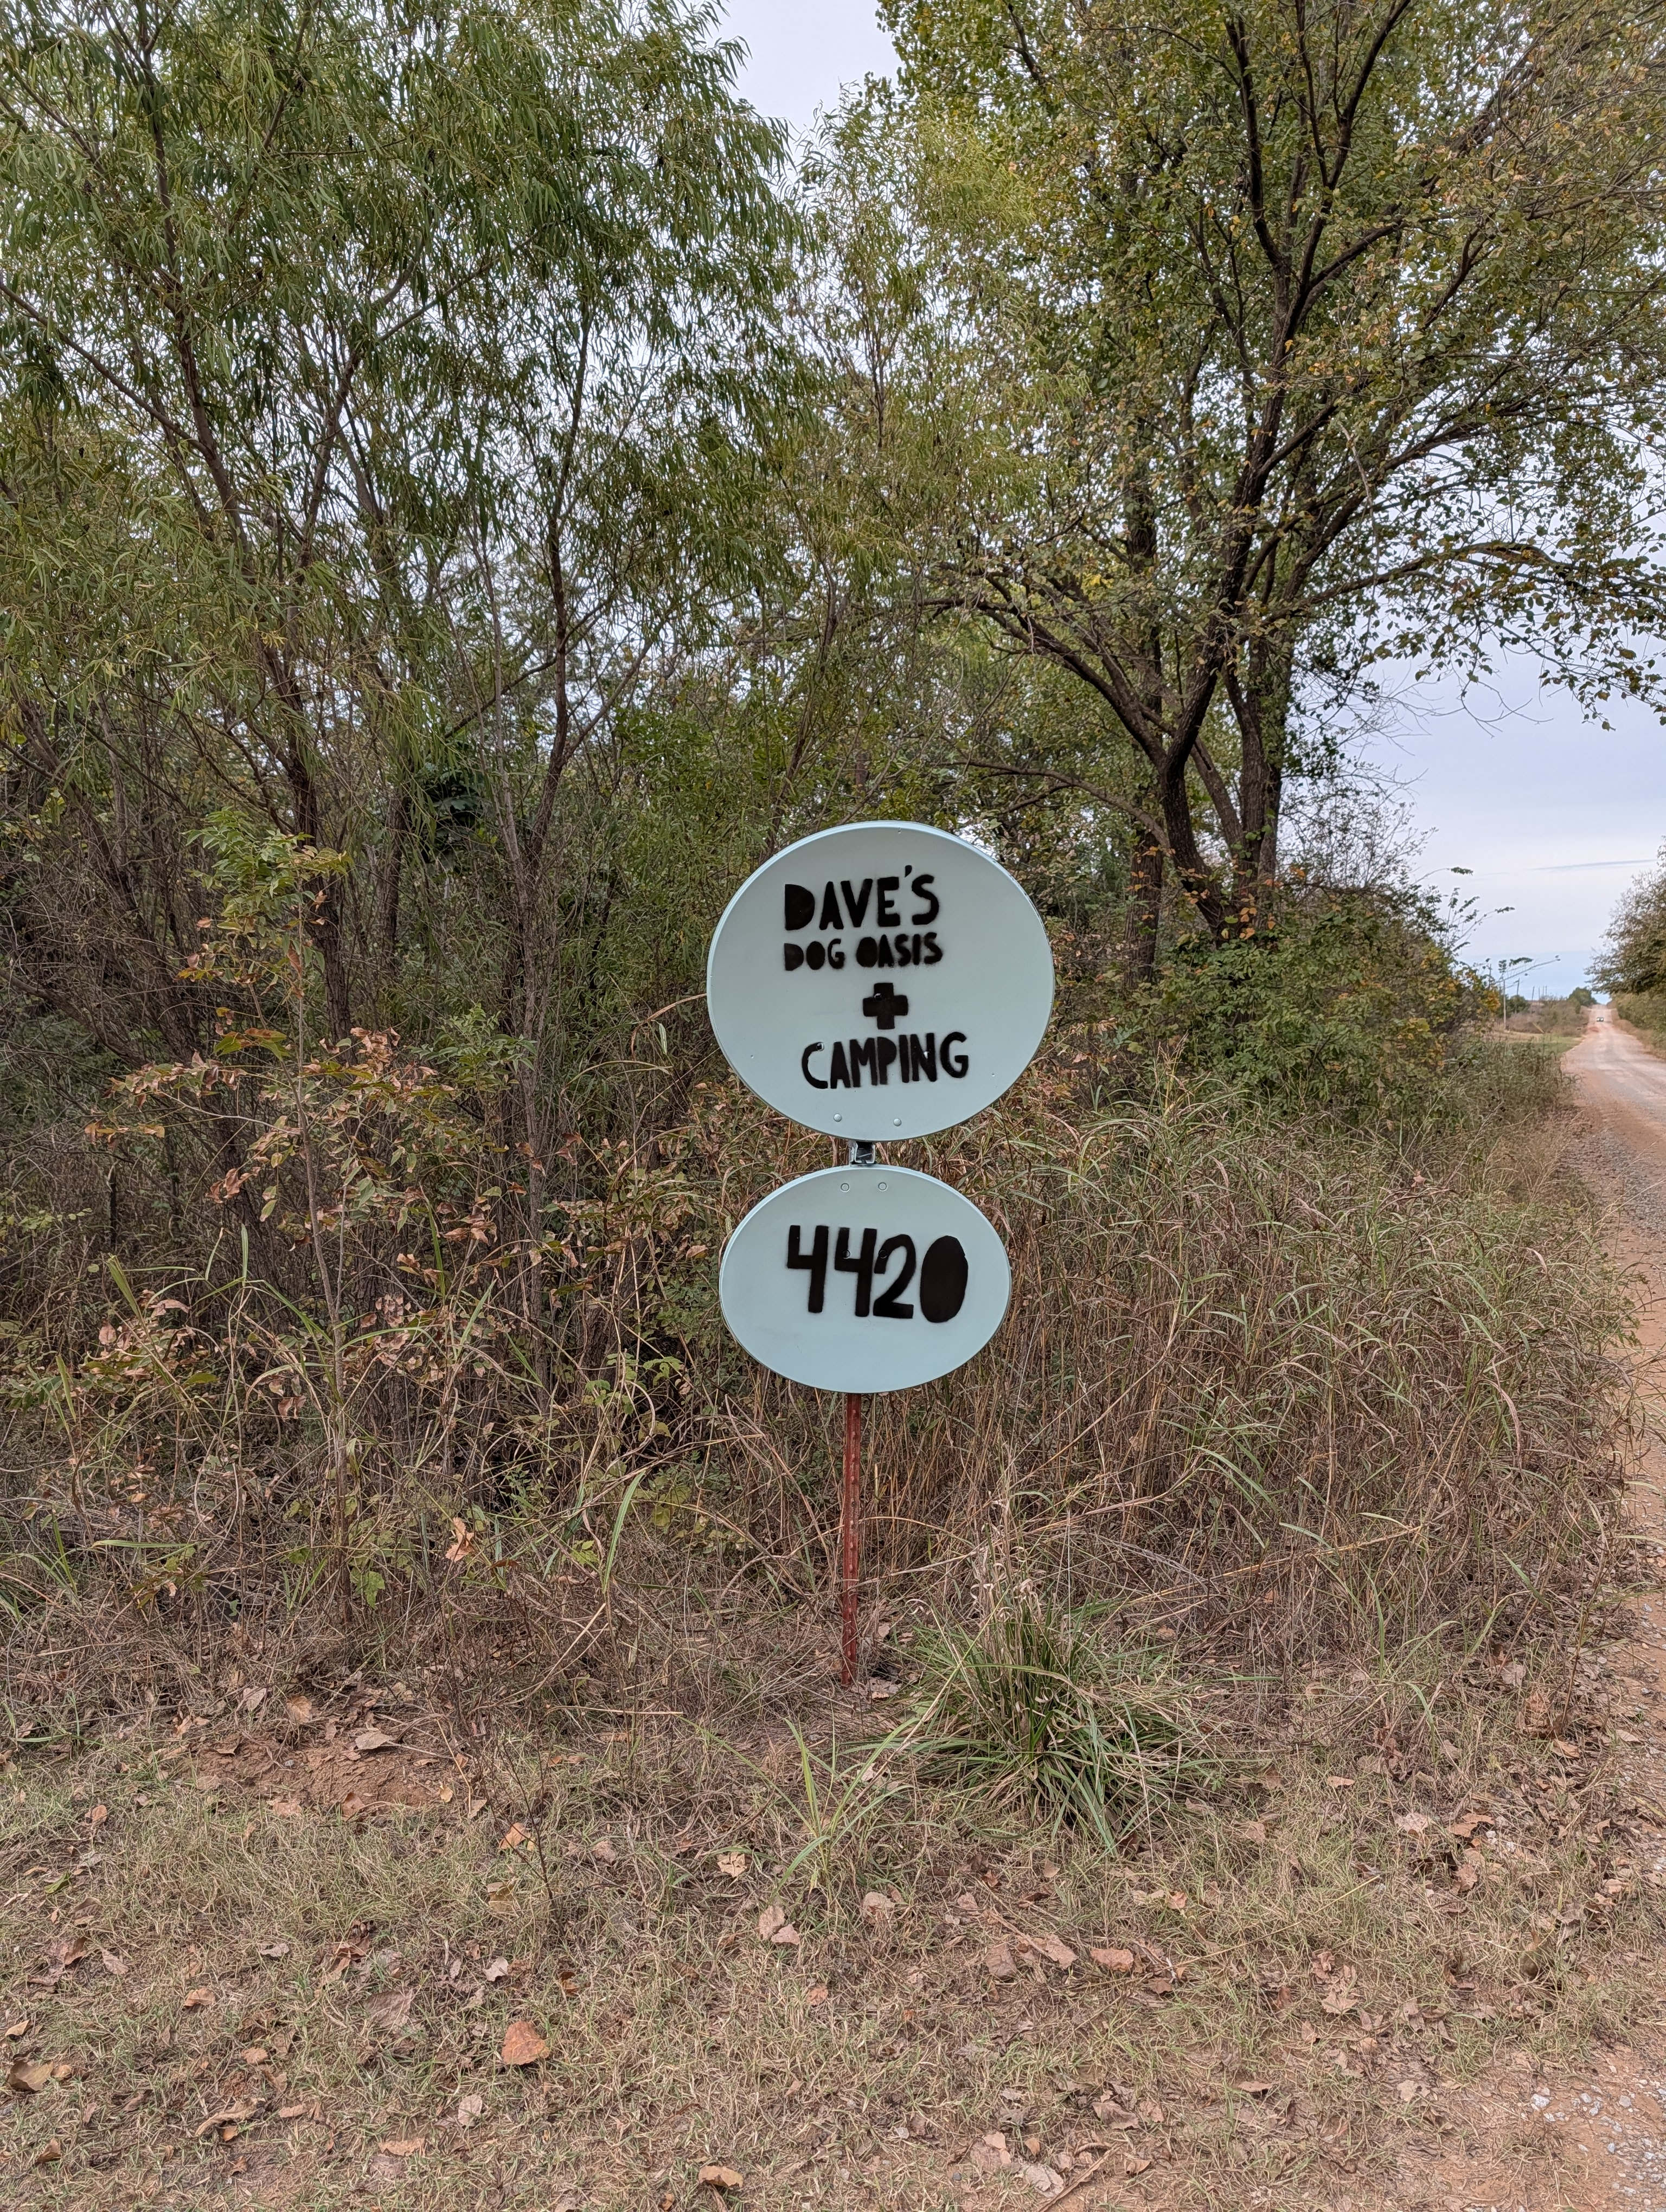 DAVE'S
DOG OASIS
+
CAMPING
4420